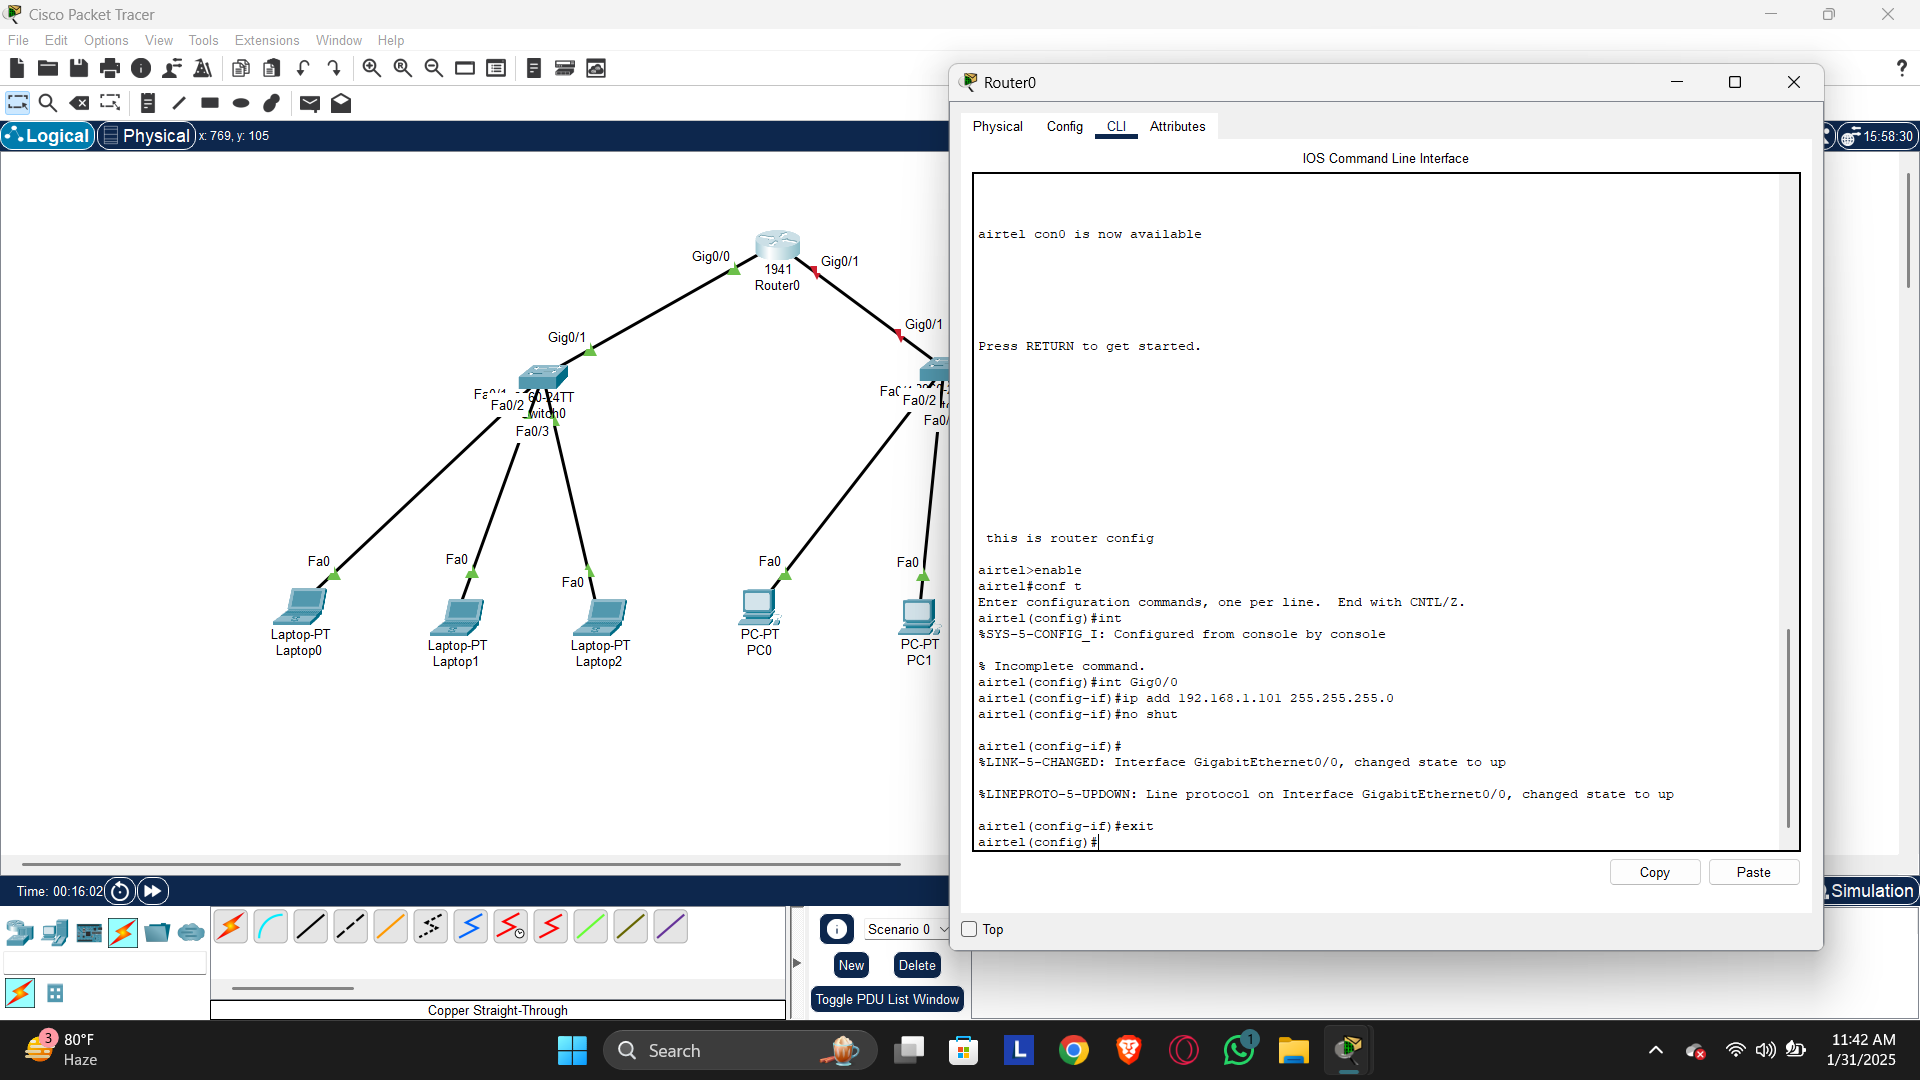 Cisco Packet Tracer
File Edit Options View Tools Extensions Window Help
?
Logical Physical x: 769, y: 105
15:58:30
Gig0/0
Gig0/1
1941
Router0
Gig0/1
Gig0/1
60-24TT
Fa0/2
witch0
Fa0/3
Fa0/2
Fa0
Fa0
Fa0
Fa0
Fa0
Laptop-PT
Laptop0
Laptop-PT
Laptop1
Laptop-PT
Laptop2
PC-PT
PC0
PC-PT
PC1
Router0
Physical Config CLI Attributes
IOS Command Line Interface
airtel con0 is now available
Press RETURN to get started.
this is router config
airtel>enable
airtel#conf t
Enter configuration commands, one per line.  End with CNTL/Z.
airtel(config)#int
%SYS-5-CONFIG_I: Configured from console by console
% Incomplete command.
airtel(config)#int Gig0/0
airtel(config-if)#ip add 192.168.1.101 255.255.255.0
airtel(config-if)#no shut
airtel(config-if)#
%LINK-5-CHANGED: Interface GigabitEthernet0/0, changed state to up
%LINEPROTO-5-UPDOWN: Line protocol on Interface GigabitEthernet0/0, changed state to up
airtel(config-if)#exit
airtel(config)#
Copy Paste
Top
Time: 00:16:02
Simulation
Scenario 0
New Delete
Toggle PDU List Window
Copper Straight-Through
3
80°F
Haze
Search
L
1
11:42 AM
1/31/2025